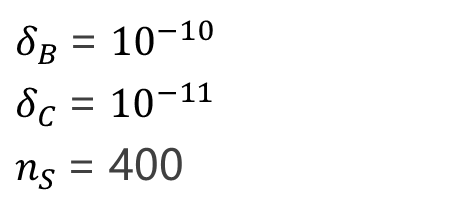 δ_B = 10^−10
δ_C = 10^−11
n_S = 400